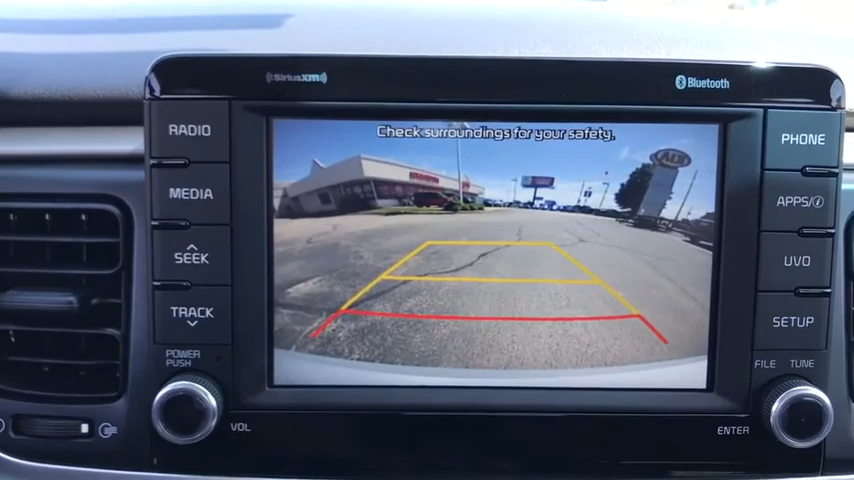 SiriusXM
Bluetooth
Check surroundings for your safety.
RADIO
MEDIA
SEEK
TRACK
POWER
PUSH
VOL
PHONE
APPS/i
UVO
SETUP
FILE TUNE
ENTER
KIA